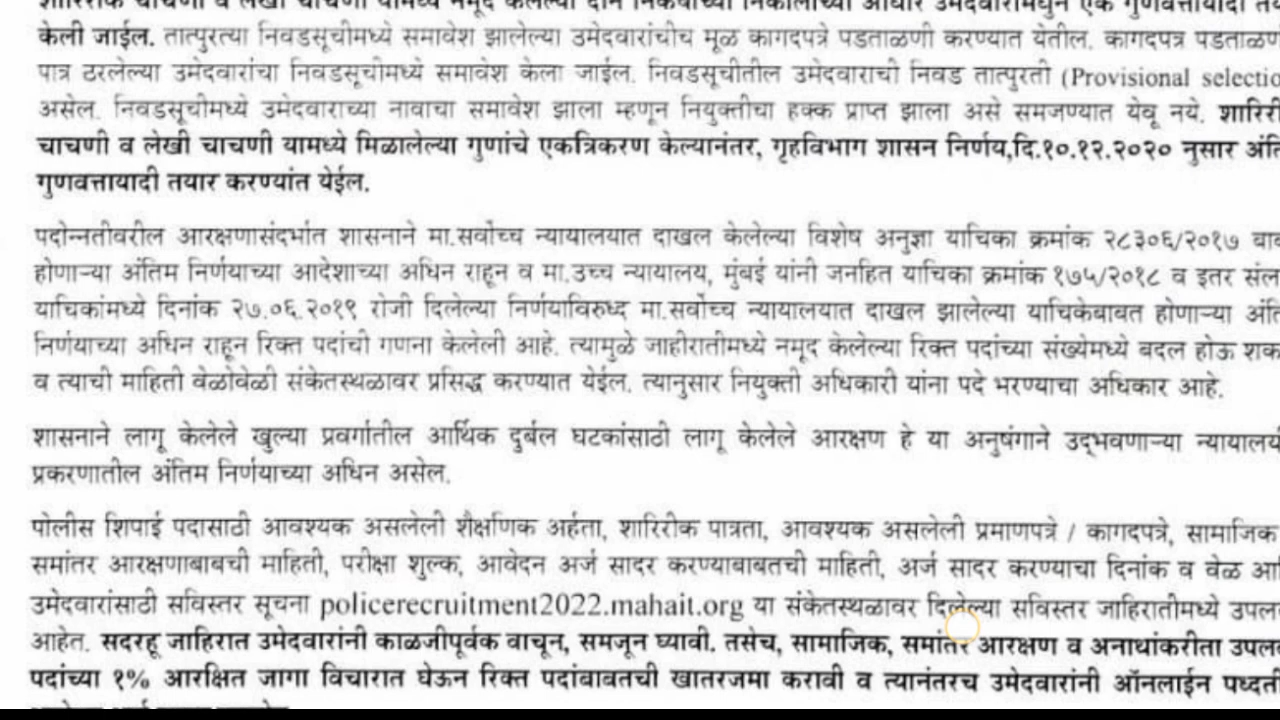 शारिरीक चाचणी व लेखी चाचणी यामध्ये नमूद केलेल्या दोन निकषांच्या निकालाच्या आधारे उमेदवारांमधुन एक गुणवत्तायादी
केली जाईल. तात्पुरत्या निवडसूचीमध्ये समावेश झालेल्या उमेदवारांचीच मूळ कागदपत्रे पडताळणी करण्यात येतील. कागदपत्र
पात्र ठरलेल्या उमेदवारांचा निवडसूचीमध्ये समावेश केला जाईल. निवडसूचीतील उमेदवाराची निवड तात्पुरती (Provisional
असेल. निवडसूचीमध्ये उमेदवाराच्या नावाचा समावेश झाला म्हणून नियुक्तीचा हक्क प्राप्त झाला असे समजण्यात येवू नये.
चाचणी व लेखी चाचणी यामध्ये मिळालेल्या गुणांचे एकत्रिकरण केल्यानंतर, गृहविभाग शासन निर्णय,दि.१०.१२.२०२० नुसार
गुणवत्तायादी तयार करण्यांत येईल.
पदोन्नतीवरील आरक्षणासंदर्भात शासनाने मा.सर्वोच्च न्यायालयात दाखल केलेल्या विशेष अनुज्ञा याचिका क्रमांक २८३०६/२०१७
होणाऱ्या अंतिम निर्णयाच्या आदेशाच्या अधिन राहून व मा.उच्च न्यायालय, मुंबई यांनी जनहित याचिका क्रमांक १७५/२०१८ व इतर
याचिकांमध्ये दिनांक २७.०६.२०१९ रोजी दिलेल्या निर्णयाविरुध्द मा.सर्वोच्च न्यायालयात दाखल झालेल्या याचिकेबाबत होणाऱ्या
निर्णयाच्या अधिन राहून रिक्त पदांची गणना केलेली आहे. त्यामुळे जाहीरातीमध्ये नमूद केलेल्या रिक्त पदांच्या संख्येमध्ये बदल होऊ
व त्याची माहिती वेळोवेळी संकेतस्थळावर प्रसिद्ध करण्यात येईल. त्यानुसार नियुक्ती अधिकारी यांना पदे भरण्याचा अधिकार आहे.
शासनाने लागू केलेले खुल्या प्रवर्गातील आर्थिक दुर्बल घटकांसाठी लागू केलेले आरक्षण हे या अनुषंगाने उद्भवणाऱ्या
प्रकरणातील अंतिम निर्णयाच्या अधिन असेल.
पोलीस शिपाई पदासाठी आवश्यक असलेली शैक्षणिक अर्हता, शारिरीक पात्रता, आवश्यक असलेली प्रमाणपत्रे / कागदपत्रे, सामाजिक
समांतर आरक्षणाबाबची माहिती, परीक्षा शुल्क, आवेदन अर्ज सादर करण्याबाबतची माहिती, अर्ज सादर करण्याचा दिनांक व वेळ
उमेदवारांसाठी सविस्तर सूचना policerecruitment2022.mahait.org या संकेतस्थळावर दिलेल्या सविस्तर जाहिरातीमध्ये
आहेत. सदरहू जाहिरात उमेदवारांनी काळजीपूर्वक वाचून, समजून घ्यावी. तसेच, सामाजिक, समांतर आरक्षण व अनाथांकरीता
पदांच्या १% आरक्षित जागा विचारात घेऊन रिक्त पदांबाबतची खातरजमा करावी व त्यानंतरच उमेदवारांनी ऑनलाईन